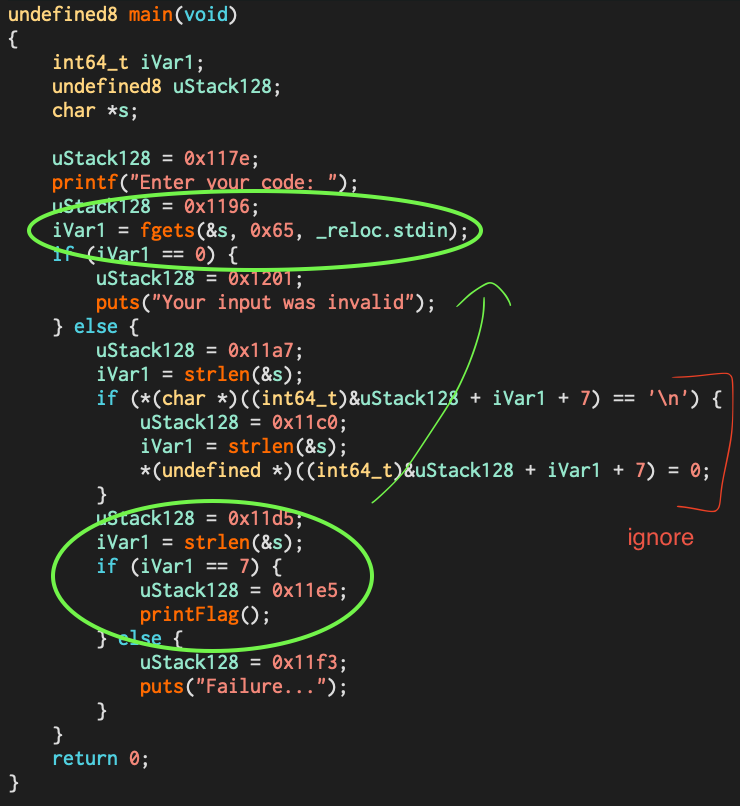 undefined8 main(void)
{
    int64_t iVar1;
    undefined8 uStack128;
    char *s;
    uStack128 = 0x117e;
    printf("Enter your code: ");
    uStack128 = 0x1196;
    iVar1 = fgets(&s, 0x65, _reloc.stdin);
    if (iVar1 == 0) {
        uStack128 = 0x1201;
        puts("Your input was invalid");
    } else {
        uStack128 = 0x11a7;
        iVar1 = strlen(&s);
        if (*(char *)((int64_t)&uStack128 + iVar1 + 7) == '\n') {
            uStack128 = 0x11c0;
            iVar1 = strlen(&s);
            *(undefined *)((int64_t)&uStack128 + iVar1 + 7) = 0;
        }
        uStack128 = 0x11d5;
        iVar1 = strlen(&s);
ignore
        if (iVar1 == 7) {
            uStack128 = 0x11e5;
            printFlag();
        } else {
            uStack128 = 0x11f3;
            puts("Failure...");
        }
    }
    return 0;
}